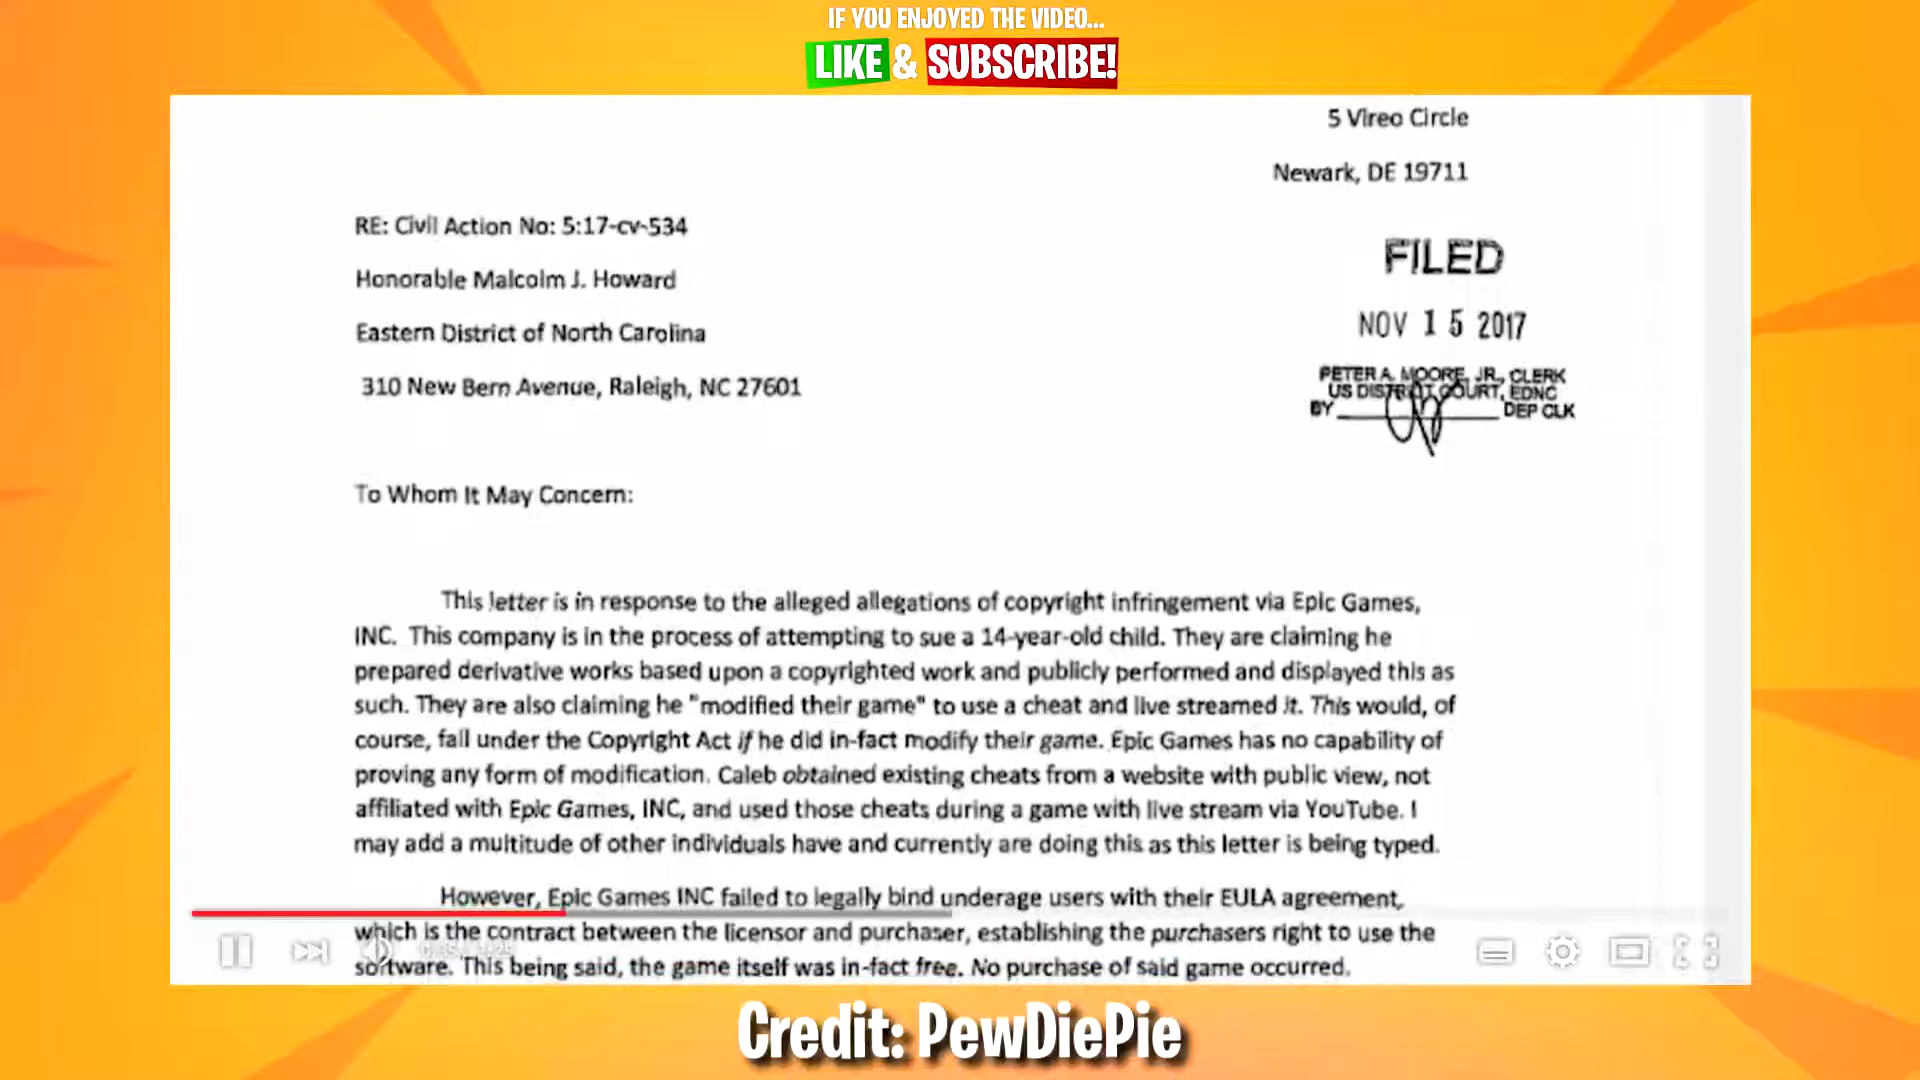 IF YOU ENJOYED THE VIDEO...
LIKE & SUBSCRIBE!
5 Vireo Circle
Newark, DE 19711
RE: Civil Action No: 5:17-cv-534
FILED
Honorable Malcolm J. Howard
NOV 15 2017
Eastern District of North Carolina
PETER A. MOORE, JR., CLERK
US DISTRICT COURT, EDNC
310 New Bern Avenue, Raleigh, NC 27601
BY DEP CLK
To Whom It May Concern:
This letter is in response to the alleged allegations of copyright infringement via Epic Games,
INC. This company is in the process of attempting to sue a 14-year-old child. They are claiming he
prepared derivative works based upon a copyrighted work and publicly performed and displayed this as
such. They are also claiming he "modified their game" to use a cheat and live streamed it. This would, of
course, fall under the Copyright Act if he did in-fact modify their game. Epic Games has no capability of
proving any form of modification. Caleb obtained existing cheats from a website with public view, not
affiliated with Epic Games, INC, and used those cheats during a game with live stream via YouTube. I
may add a multitude of other individuals have and currently are doing this as this letter is being typed.
However, Epic Games INC failed to legally bind underage users with their EULA agreement,
which is the contract between the licensor and purchaser, establishing the purchasers right to use the
software. This being said, the game itself was in-fact free. No purchase of said game occurred.
Credit: PewDiePie